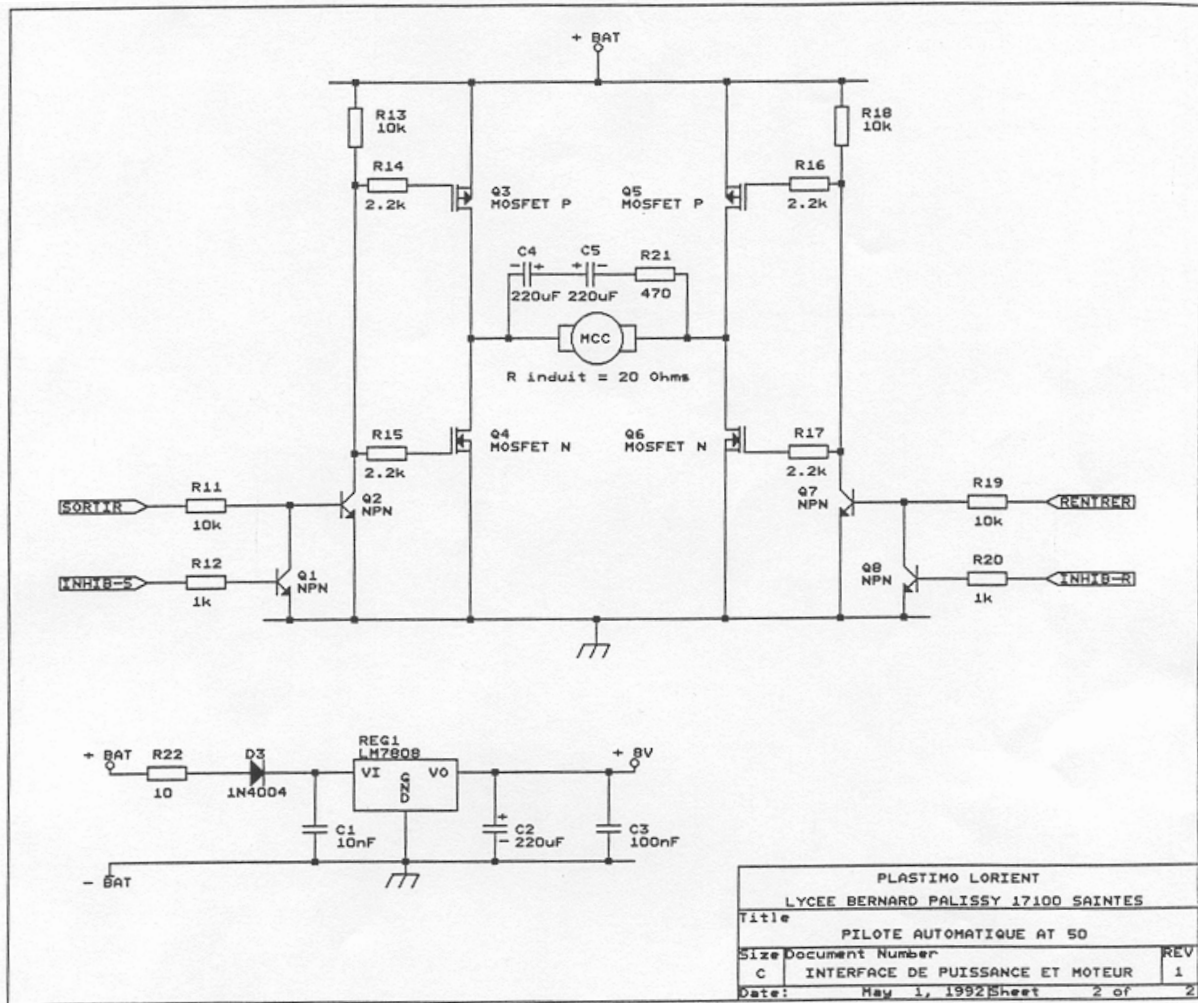 + BAT
R13
10k
R18
10k
R14
2.2k
Q3
MOSFET P
Q5
MOSFET P
R16
2.2k
C4
- +
220uF
C5
+ -
220uF
R21
470
MCC
R induit = 20 Ohms
R15
2.2k
Q4
MOSFET N
Q6
MOSFET N
R17
2.2k
SORTIR
R11
10k
Q2
NPN
Q7
NPN
R19
10k
RENTRER
INHIB-S
R12
1k
Q1
NPN
Q8
NPN
R20
1k
INHIB-R
+ BAT
R22
10
D3
1N4004
REG1
LM7808
VI
GND
VO
+ 8V
C1
10nF
+
C2
-
220uF
C3
100nF
- BAT
PLASTIMO LORIENT
LYCEE BERNARD PALISSY 17100 SAINTES
Title
PILOTE AUTOMATIQUE AT 50
Size Document Number REV
C INTERFACE DE PUISSANCE ET MOTEUR 1
Date: May 1, 1992 Sheet 2 of 2